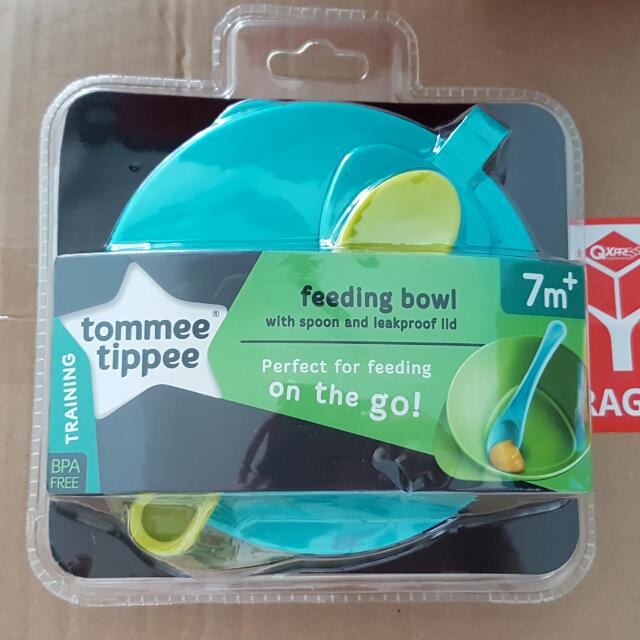 tommee®
tippee
TRAINING
BPA
FREE
feeding bowl
with spoon and leakproof lid
Perfect for feeding
on the go!
7m+
QXPRESS
RAG